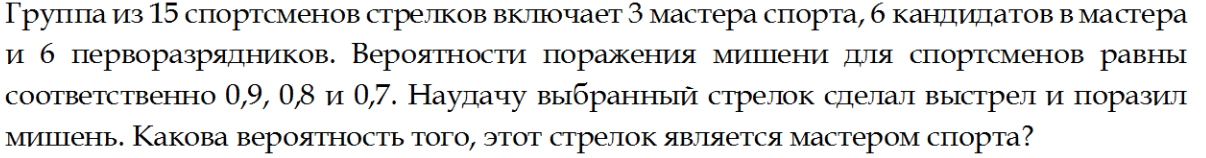 Группа из 15 спортсменов стрелков включает 3 мастера спорта, 6 кандидатов в мастера
и 6 перворазрядников. Вероятности поражения мишени для спортсменов равны
соответственно 0,9, 0,8 и 0,7. Наудачу выбранный стрелок сделал выстрел и поразил
мишень. Какова вероятность того, этот стрелок является мастером спорта?